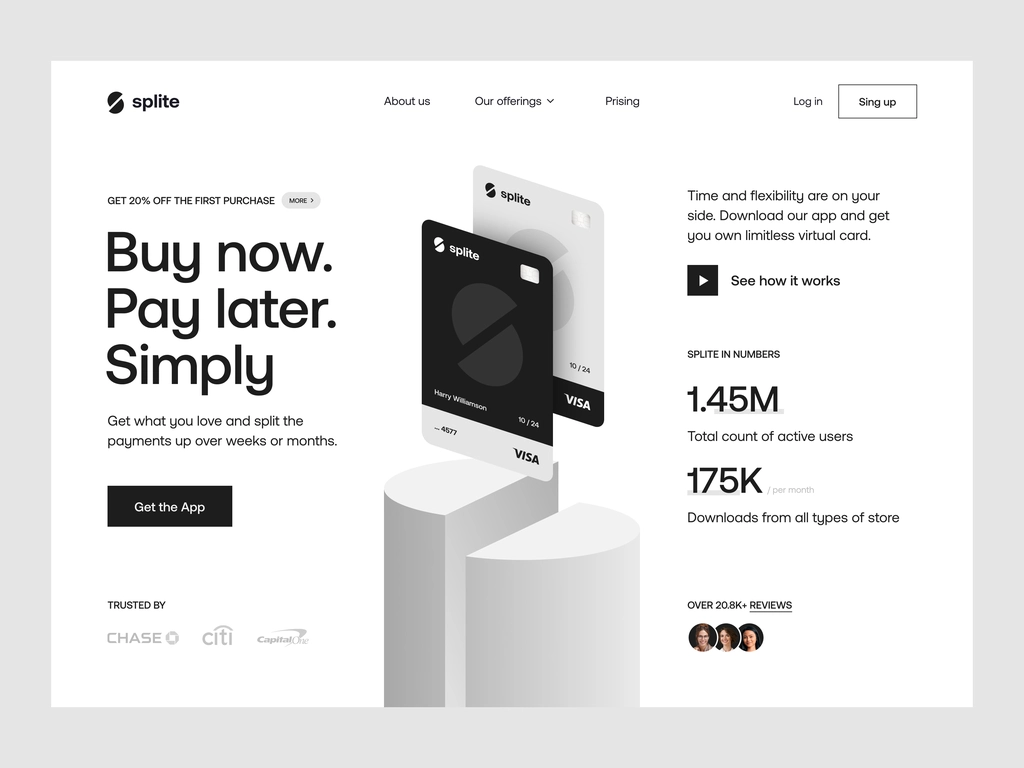 splite
About us
Our offerings
Prising
Log in
Sing up
GET 20% OFF THE FIRST PURCHASE
MORE
Buy now.
Pay later.
Simply
Get what you love and split the
payments up over weeks or months.
Get the App
TRUSTED BY
CHASE
citi
CapitalOne
splite
10 / 24
VISA
splite
Harry Williamson
10 / 24
— 4577
VISA
Time and flexibility are on your
side. Download our app and get
you own limitless virtual card.
See how it works
SPLITE IN NUMBERS
1.45M
Total count of active users
175K / per month
Downloads from all types of store
OVER 20.8K+ REVIEWS